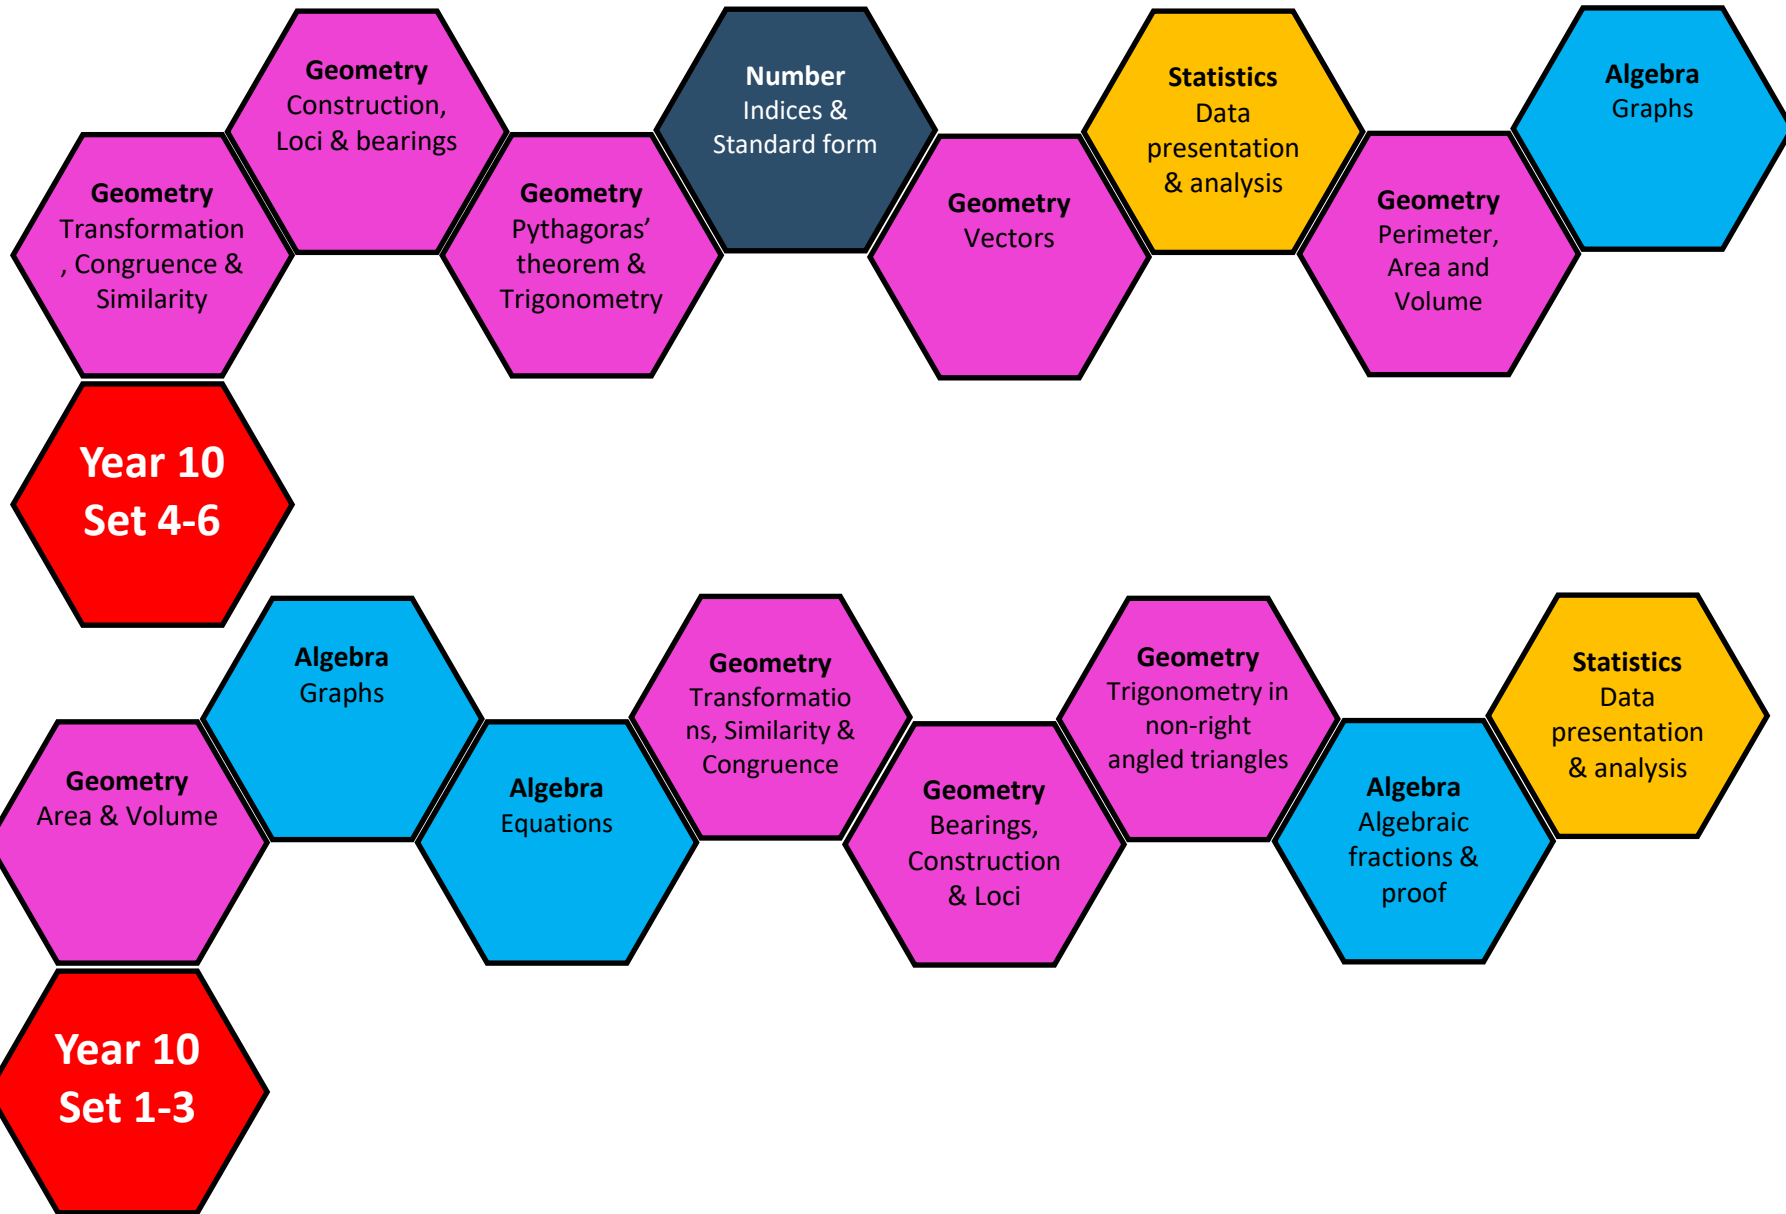 Geometry
Construction,
Loci & bearings
Number
Indices &
Standard form
Statistics
Data
presentation
& analysis
Algebra
Graphs
Geometry
Transformation
, Congruence &
Similarity
Geometry
Pythagoras’
theorem &
Trigonometry
Geometry
Vectors
Geometry
Perimeter,
Area and
Volume
Year 10
Set 4-6
Algebra
Graphs
Geometry
Transformatio
ns, Similarity &
Congruence
Geometry
Trigonometry in
non-right
angled triangles
Statistics
Data
presentation
& analysis
Geometry
Area & Volume
Algebra
Equations
Geometry
Bearings,
Construction
& Loci
Algebra
Algebraic
fractions &
proof
Year 10
Set 1-3